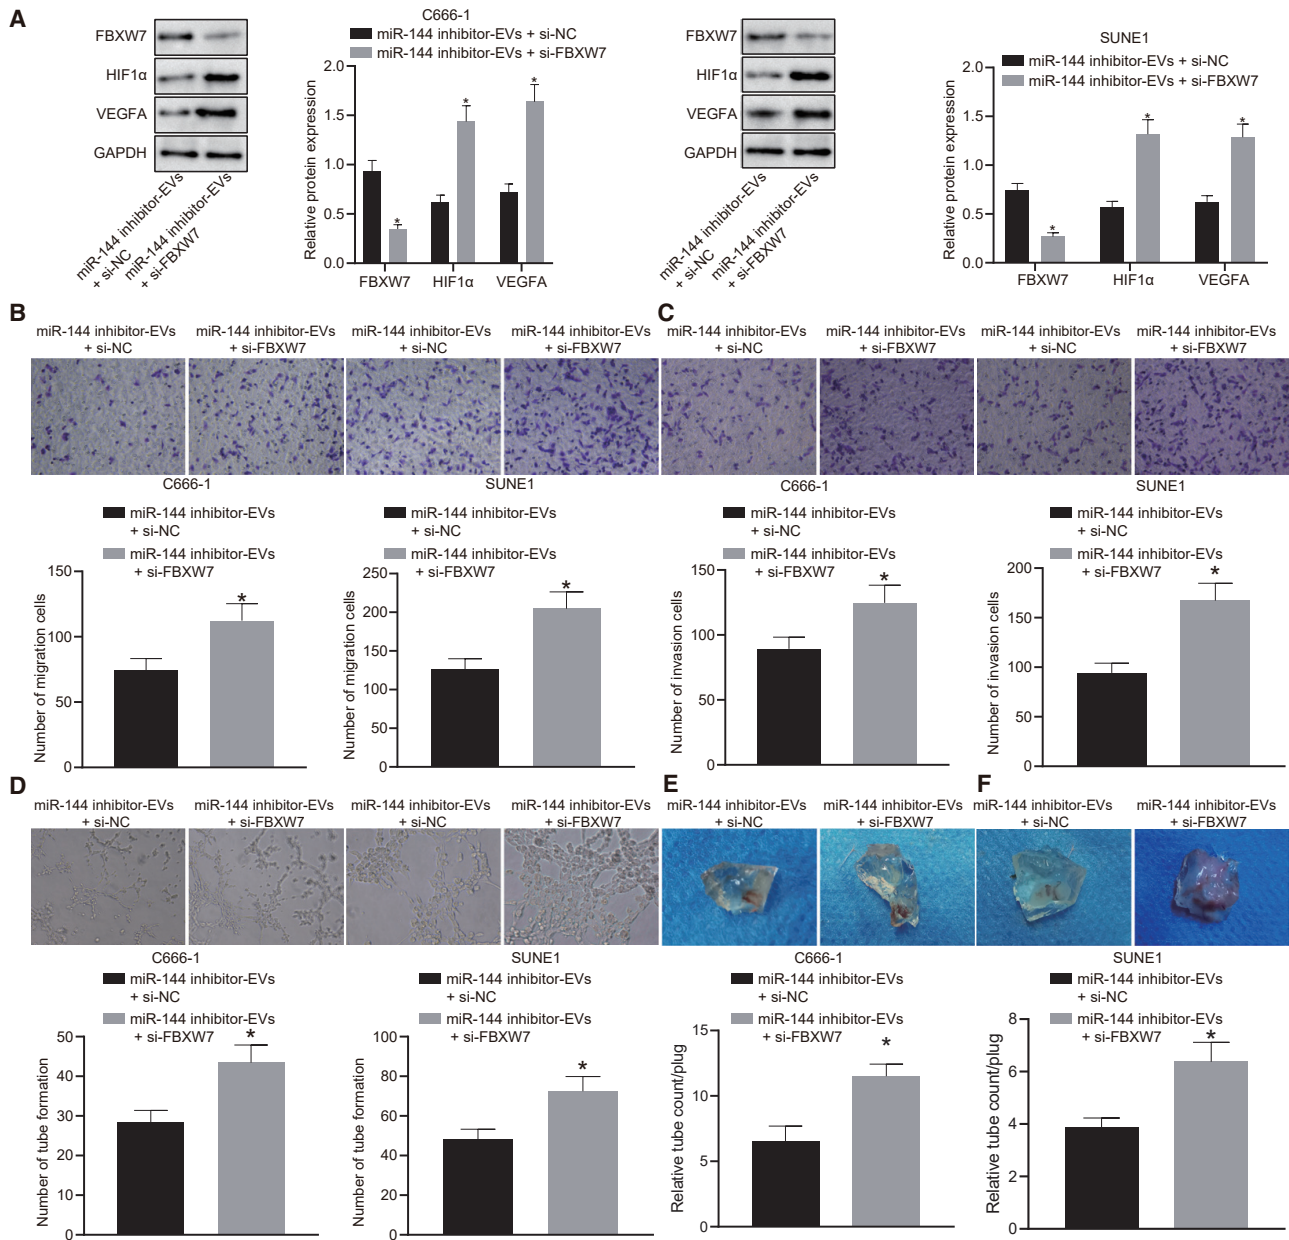 A
FBXW7
HIF1α
VEGFA
GAPDH
miR-144 inhibitor-EVs
+ si-NC
miR-144 inhibitor-EVs
+ si-FBXW7
C666-1
miR-144 inhibitor-EVs + si-NC
miR-144 inhibitor-EVs + si-FBXW7
Relative protein expression
2.0
1.5
1.0
0.5
0.0
* * *
FBXW7 HIF1α VEGFA
FBXW7
HIF1α
VEGFA
GAPDH
miR-144 inhibitor-EVs
+ si-NC
miR-144 inhibitor-EVs
+ si-FBXW7
SUNE1
miR-144 inhibitor-EVs + si-NC
miR-144 inhibitor-EVs + si-FBXW7
Relative protein expression
2.0
1.5
1.0
0.5
0.0
* * *
FBXW7 HIF1α VEGFA
B
miR-144 inhibitor-EVs
+ si-NC
miR-144 inhibitor-EVs
+ si-FBXW7
miR-144 inhibitor-EVs
+ si-NC
miR-144 inhibitor-EVs
+ si-FBXW7
C666-1
miR-144 inhibitor-EVs
+ si-NC
miR-144 inhibitor-EVs
+ si-FBXW7
Number of migration cells
150
100
50
0
*
SUNE1
miR-144 inhibitor-EVs
+ si-NC
miR-144 inhibitor-EVs
+ si-FBXW7
Number of migration cells
250
200
150
100
50
0
*
C
miR-144 inhibitor-EVs
+ si-NC
miR-144 inhibitor-EVs
+ si-FBXW7
miR-144 inhibitor-EVs
+ si-NC
miR-144 inhibitor-EVs
+ si-FBXW7
C666-1
miR-144 inhibitor-EVs
+ si-NC
miR-144 inhibitor-EVs
+ si-FBXW7
Number of invasion cells
150
100
50
0
*
SUNE1
miR-144 inhibitor-EVs
+ si-NC
miR-144 inhibitor-EVs
+ si-FBXW7
Number of invasion cells
200
150
100
50
0
*
D
miR-144 inhibitor-EVs
+ si-NC
miR-144 inhibitor-EVs
+ si-FBXW7
miR-144 inhibitor-EVs
+ si-NC
miR-144 inhibitor-EVs
+ si-FBXW7
C666-1
miR-144 inhibitor-EVs
+ si-NC
miR-144 inhibitor-EVs
+ si-FBXW7
Number of tube formation
50
40
30
20
10
0
*
SUNE1
miR-144 inhibitor-EVs
+ si-NC
miR-144 inhibitor-EVs
+ si-FBXW7
Number of tube formation
100
80
60
40
20
0
*
E
miR-144 inhibitor-EVs
+ si-NC
miR-144 inhibitor-EVs
+ si-FBXW7
C666-1
miR-144 inhibitor-EVs
+ si-NC
miR-144 inhibitor-EVs
+ si-FBXW7
Relative tube count/plug
15
10
5
0
*
F
miR-144 inhibitor-EVs
+ si-NC
miR-144 inhibitor-EVs
+ si-FBXW7
SUNE1
miR-144 inhibitor-EVs
+ si-NC
miR-144 inhibitor-EVs
+ si-FBXW7
Relative tube count/plug
8
6
4
2
0
*